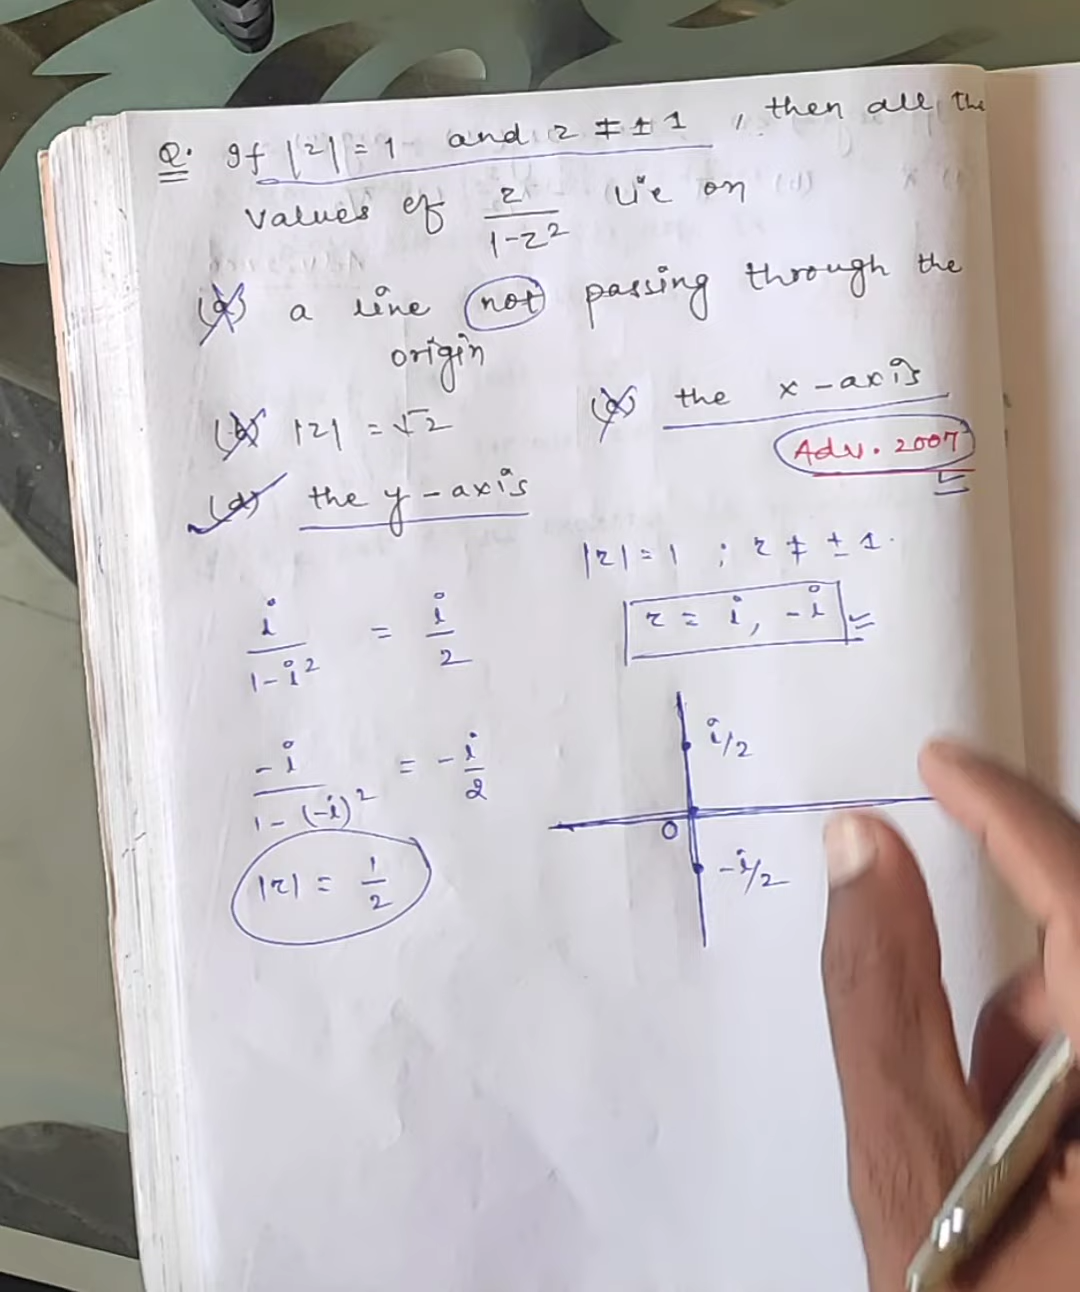 Q. If |z| = 1 and z ≠ ±1, then all the
values of z/(1-z²) lie on
(a) a line not passing through the
origin
(b) |z| = √2
(c) the x-axis
Adv. 2007
(d) the y-axis
|z| = 1 ; z ≠ ±1.
z = i, -i
i/(1-i²) = i/2
-i/(1-(-i)²) = -i/2
|z| = 1/2
i/2
0
-i/2